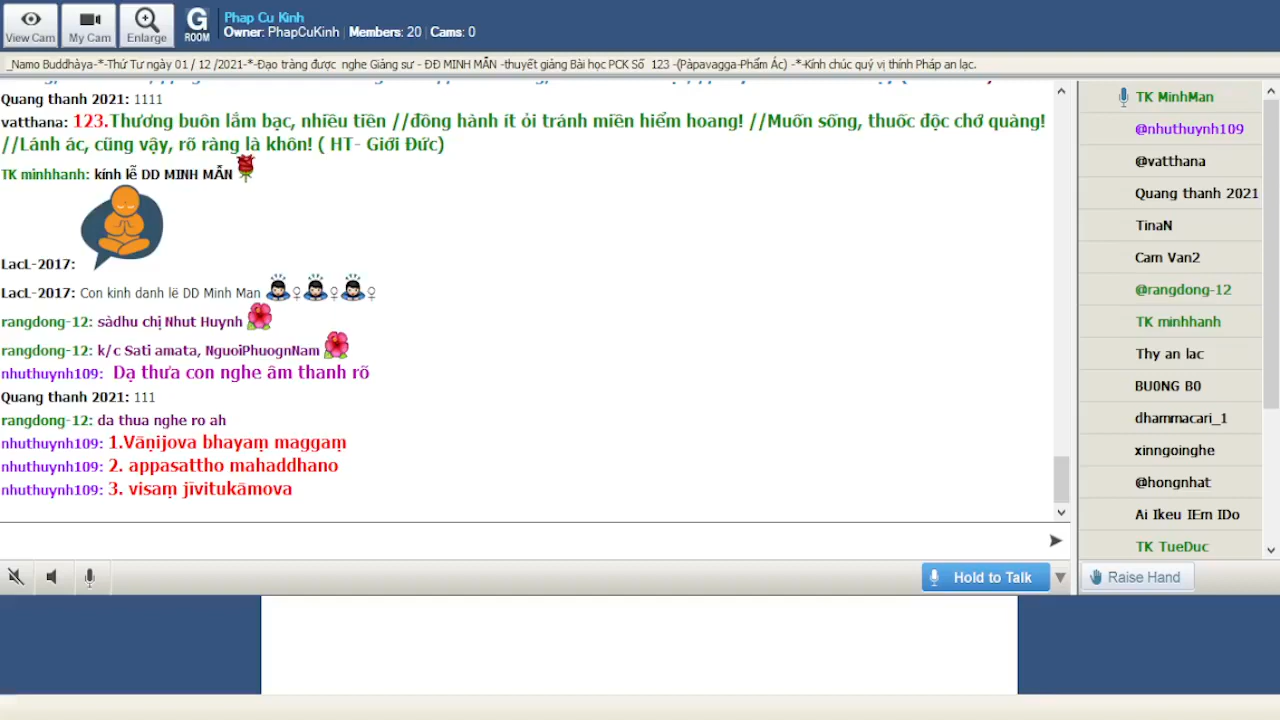 View Cam
My Cam
Enlarge
G
ROOM
Phap Cu Kinh
Owner: PhapCuKinh | Members: 20 | Cams: 0
_Namo Buddhàya-*-Thứ Tư ngày 01 / 12 /2021-*-Đạo tràng được nghe Giảng sư - ĐĐ MINH MẪN -thuyết giảng Bài học PCK Số 123 -(Pàpavagga-Phẩm Ác) -*-Kính chúc quý vị thính Pháp an lạc.
Quang thanh 2021: 1111
vatthana: 123.Thương buôn lắm bạc, nhiều tiền //đồng hành ít ỏi tránh miền hiểm hoang! //Muốn sống, thuốc độc chớ quàng!
//Lánh ác, cũng vậy, rõ ràng là khôn! ( HT- Giới Đức)
TK minhhanh: kính lễ DD MINH MẪN
LacL-2017:
LacL-2017: Con kinh danh lë DD Minh Man
rangdong-12: sàdhu chị Nhut Huynh
rangdong-12: k/c Sati amata, NguoiPhuognNam
nhuthuynh109: Dạ thưa con nghe âm thanh rõ
Quang thanh 2021: 111
rangdong-12: da thua nghe ro ah
nhuthuynh109: 1.Vāṇijova bhayaṃ maggaṃ
nhuthuynh109: 2. appasattho mahaddhano
nhuthuynh109: 3. visaṃ jīvitukāmova
Hold to Talk
TK MinhMan
@nhuthuynh109
@vatthana
Quang thanh 2021
TinaN
Cam Van2
@rangdong-12
TK minhhanh
Thy an lac
BU0NG B0
dhammacari_1
xinngoinghe
@hongnhat
Ai Ikeu IEm IDo
TK TueDuc
Raise Hand